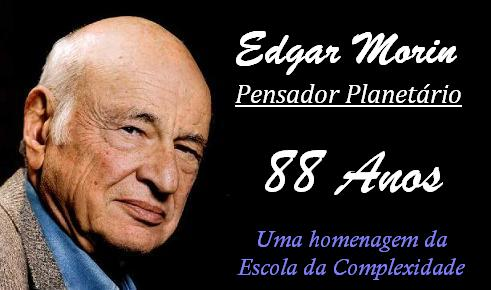 Edgar Morin
Pensador Planetário
88 Anos
Uma homenagem da
Escola da Complexidade